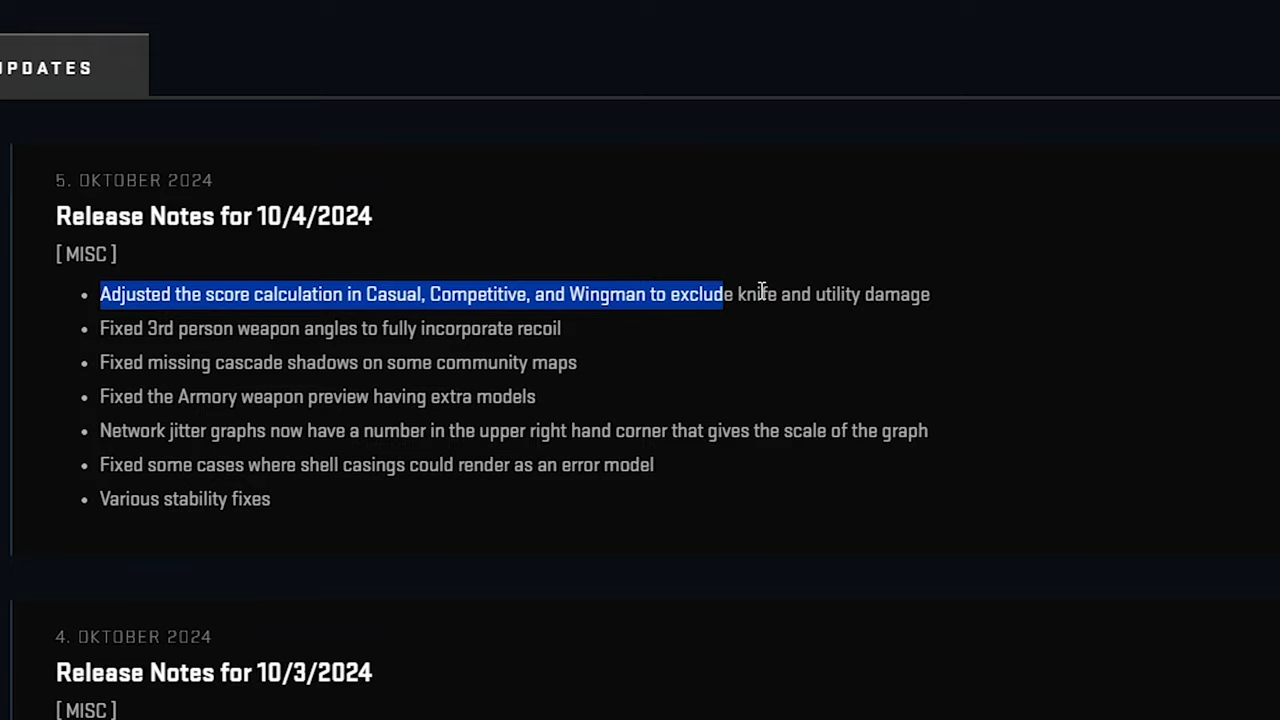 UPDATES
5. OKTOBER 2024
Release Notes for 10/4/2024
[ MISC ]
• Adjusted the score calculation in Casual, Competitive, and Wingman to exclude knife and utility damage
• Fixed 3rd person weapon angles to fully incorporate recoil
• Fixed missing cascade shadows on some community maps
• Fixed the Armory weapon preview having extra models
• Network jitter graphs now have a number in the upper right hand corner that gives the scale of the graph
• Fixed some cases where shell casings could render as an error model
• Various stability fixes
4. OKTOBER 2024
Release Notes for 10/3/2024
[ MISC ]